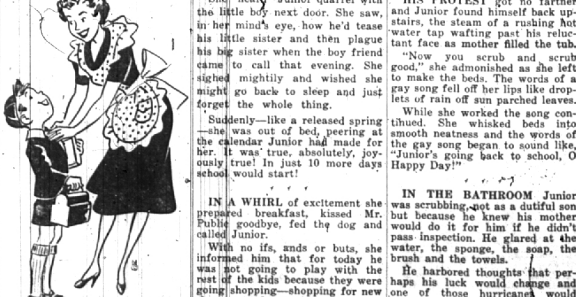 the little boy next door. She saw,
in her mind's eye, how he'd tease
his little sister and then plague
his big sister when the boy friend
came to call that evening. She
sighed mightily and wished she
might go back to sleep and just
forget the whole thing.
Suddenly—like a released spring
—she was out of bed, peering at
the calendar Junior had made for
her. It was true, absolutely, joy-
ously true! In just 10 more days
school would start!
IN A WHIRL of excitement she
prepared breakfast, kissed Mr.
Public goodbye, fed the dog and
called Junior.
With no ifs, ands or buts, she
informed him that for today he
was not going to play with the
rest of the kids because they were
going shopping—shopping for new
HIS PROTEST got no farther
and Junior found himself back up-
stairs, the steam of a rushing hot
water tap wafting past his reluc-
tant face as mother filled the tub.
"Now you scrub and scrub
good," she admonished as she left
to make the beds. The words of a
gay song fell off her lips like drop-
lets of rain off sun parched leaves.
While she worked the song con-
tinued. She whisked beds into
smooth neatness and the words of
the gay song began to sound like,
"Junior's going back to school, O
Happy Day!"
IN THE BATHROOM Junior
was scrubbing, not as a dutiful son
but because he knew his mother
would do it for him if he didn't
pass inspection. He glared at the
water, the sponge, the soap, the
brush and the towels.
He harbored thoughts that per-
haps his luck would change and
one of those hurricanes would